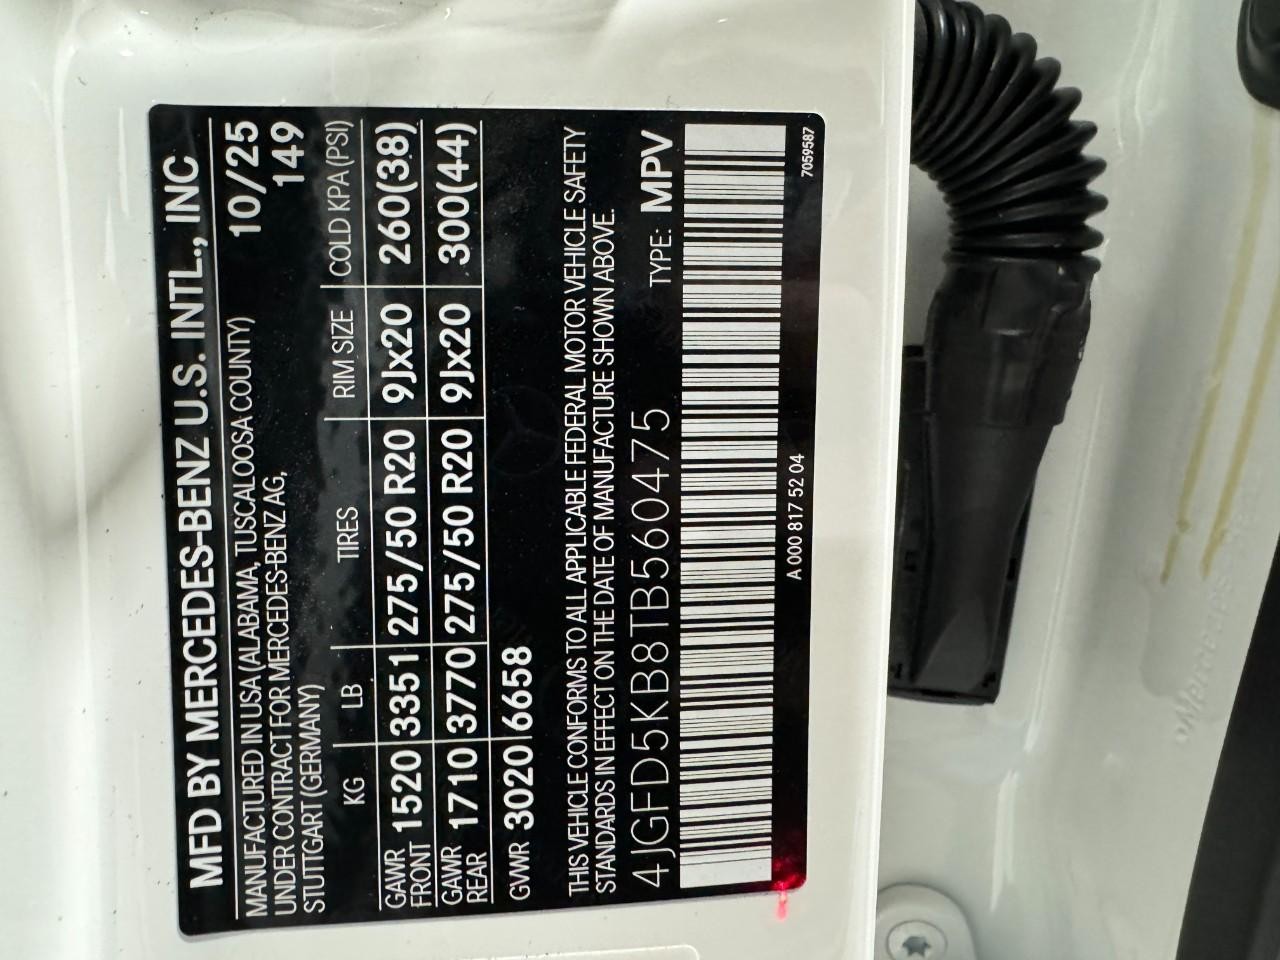 MFD BY MERCEDES-BENZ U.S. INTL., INC
MANUFACTURED IN USA (ALABAMA, TUSCALOOSA COUNTY) 10/25
UNDER CONTRACT FOR MERCEDES-BENZ AG, 149
STUTTGART (GERMANY)
KG LB TIRES RIM SIZE COLD KPA (PSI)
GAWR FRONT 1520 3351 275/50 R20 9Jx20 260(38)
GAWR REAR 1710 3770 275/50 R20 9Jx20 300(44)
GVWR 3020 6658
THIS VEHICLE CONFORMS TO ALL APPLICABLE FEDERAL MOTOR VEHICLE SAFETY
STANDARDS IN EFFECT ON THE DATE OF MANUFACTURE SHOWN ABOVE.
4JGFD5KB8TB560475 TYPE: MPV
A 000 817 52 04 7059587